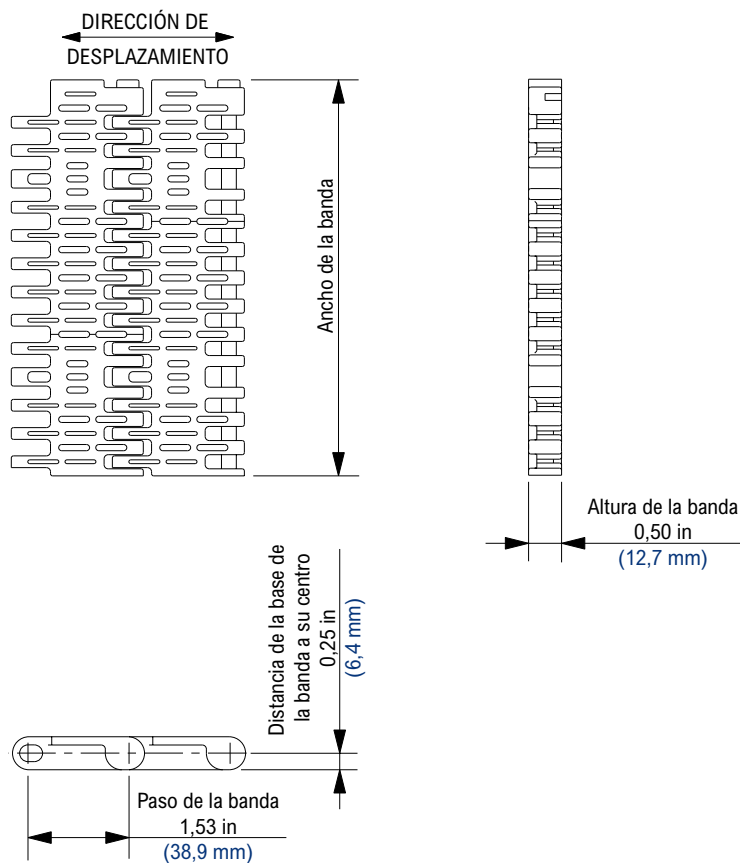 DIRECCIÓN DE
DESPLAZAMIENTO
Ancho de la banda
Altura de la banda
0,50 in
(12,7 mm)
Distancia de la base de
la banda a su centro
0,25 in
(6,4 mm)
Paso de la banda
1,53 in
(38,9 mm)